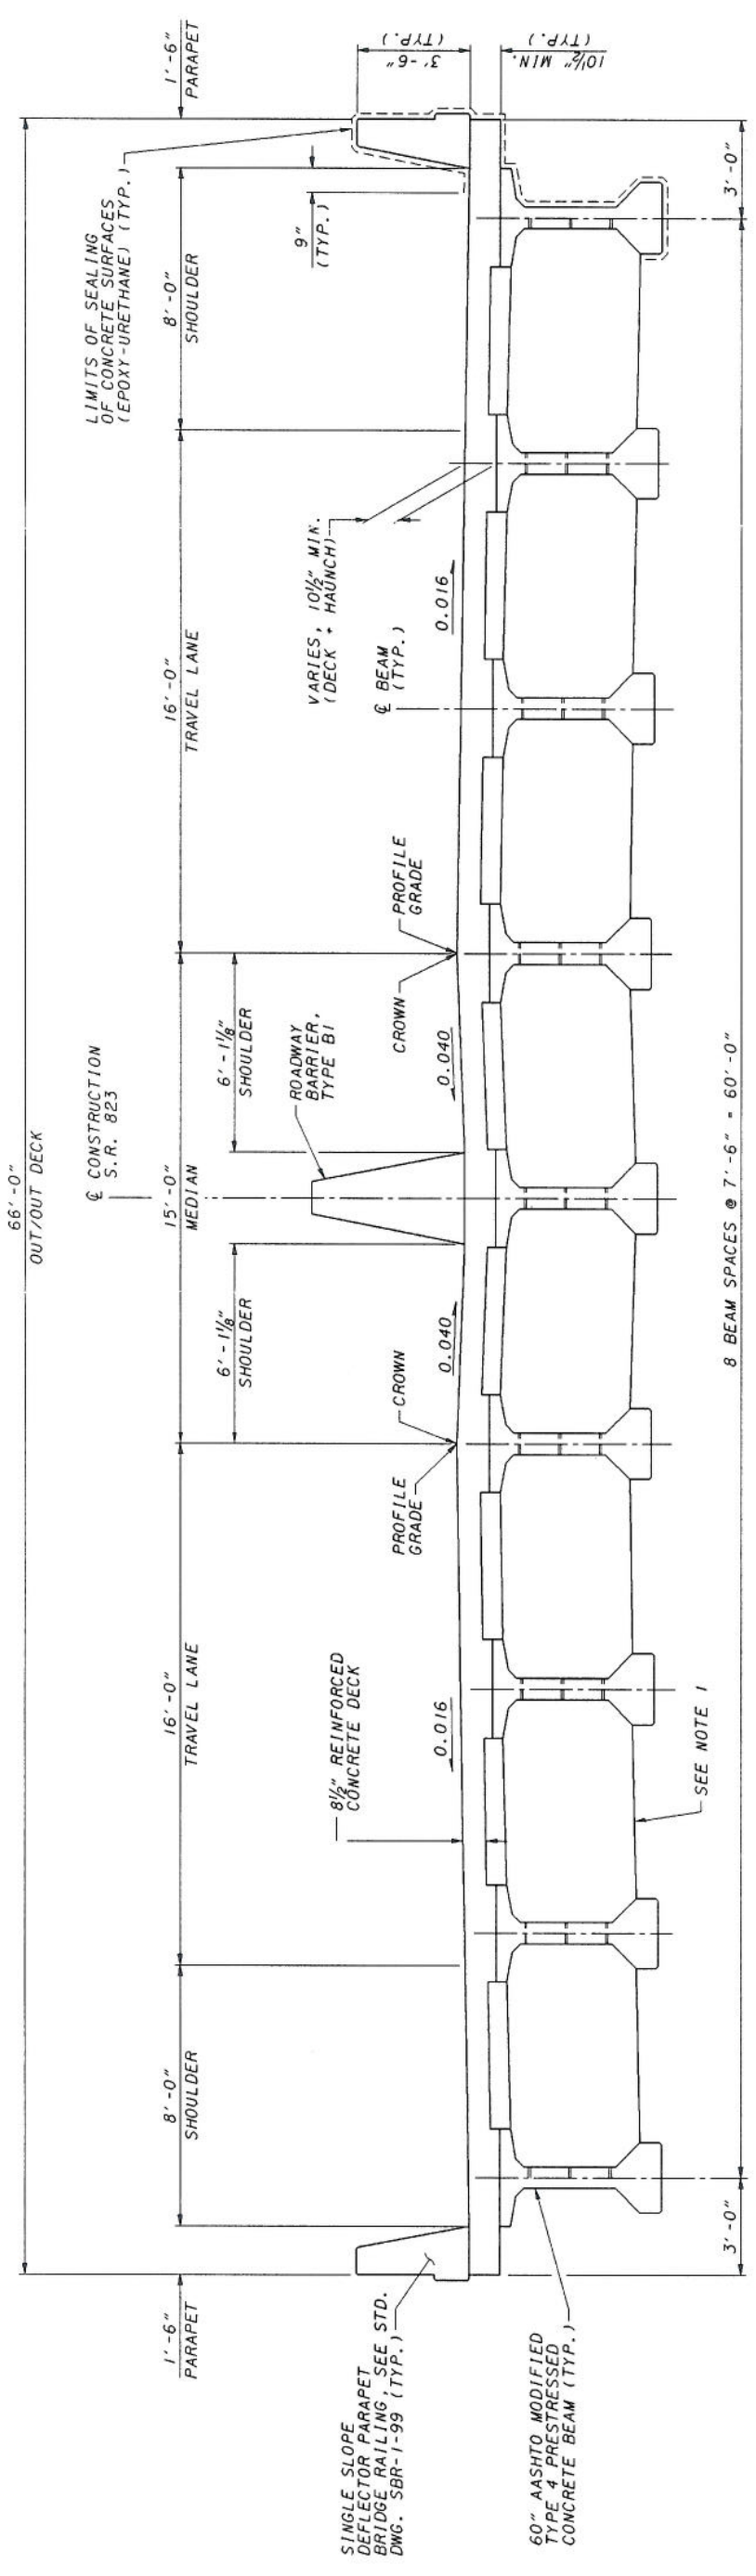 66'-0"
OUT/OUT DECK
1'-6"
PARAPET
8'-0"
SHOULDER
16'-0"
TRAVEL LANE
15'-0"
MEDIAN
16'-0"
TRAVEL LANE
8'-0"
SHOULDER
1'-6"
PARAPET
℄ CONSTRUCTION
S.R. 823
LIMITS OF SEALING
OF CONCRETE SURFACES
(EPOXY-URETHANE) (TYP.)
6'-1⅛"
SHOULDER
6'-1⅛"
SHOULDER
ROADWAY
BARRIER,
TYPE B1
9"
(TYP.)
3'-6"
(TYP.)
10½" MIN.
(TYP.)
SINGLE SLOPE
DEFLECTOR PARAPET
BRIDGE RAILING, SEE STD.
DWG. SBR-1-99 (TYP.)
8½" REINFORCED
CONCRETE DECK
PROFILE
GRADE
CROWN
CROWN
PROFILE
GRADE
VARIES, 10½" MIN.
(DECK + HAUNCH)
℄ BEAM
(TYP.)
0.016
0.040
0.040
0.016
60" AASHTO MODIFIED
TYPE 4 PRESTRESSED
CONCRETE BEAM (TYP.)
SEE NOTE 1
3'-0"
8 BEAM SPACES @ 7'-6" = 60'-0"
3'-0"